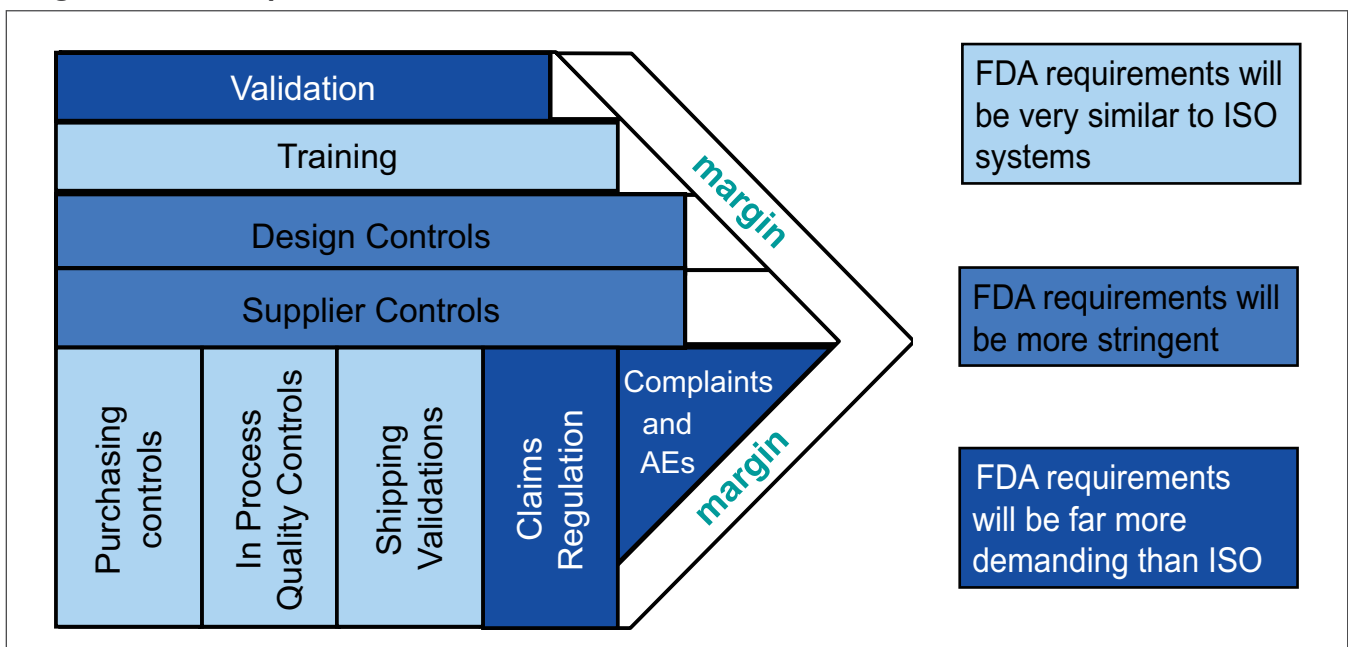 Validation
Training
Design Controls
Supplier Controls
Purchasing
controls
In Process
Quality Controls
Shipping
Validations
Claims
Regulation
Complaints
and
AEs
margin
margin
FDA requirements will
be very similar to ISO
systems
FDA requirements will
be more stringent
FDA requirements
will be far more
demanding than ISO